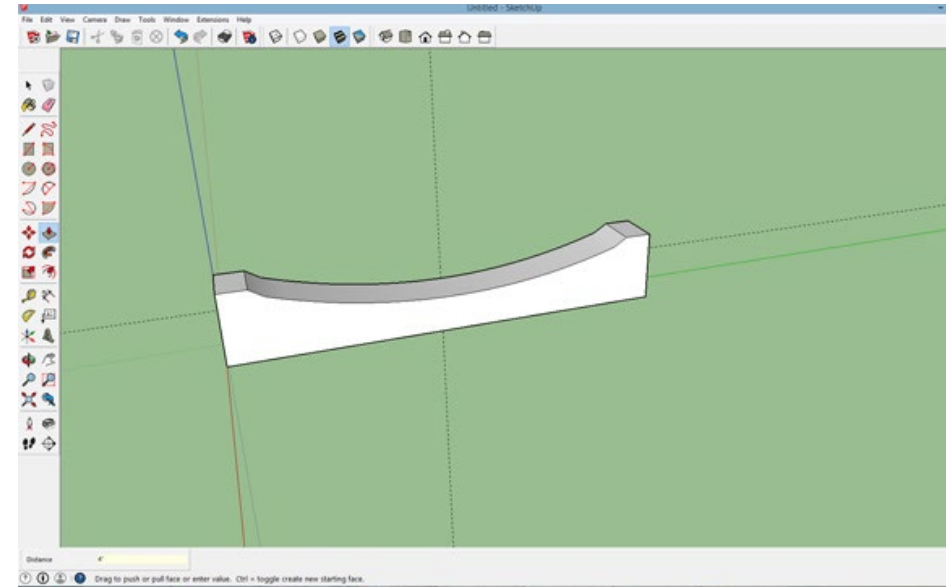 Untitled - SketchUp
File Edit View Camera Draw Tools Window Extensions Help
Distance 4'
Drag to push or pull face or enter value. Ctrl = toggle create new starting face.